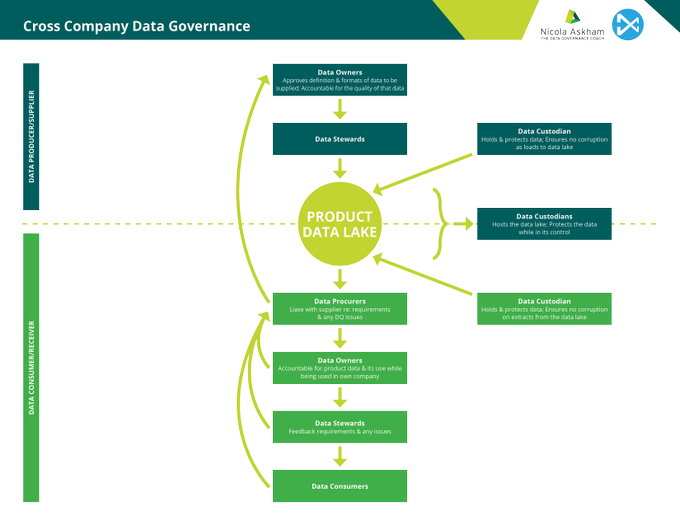 Cross Company Data Governance
Nicola Askham
THE DATA GOVERNANCE COACH
DATA PRODUCER/SUPPLIER
Data Owners
Approves definition & formats of data to be
supplied; Accountable for the quality of that data
Data Stewards
Data Custodian
Holds & protects data; Ensures no corruption
as loads to data lake
PRODUCT
DATA LAKE
Data Custodians
Hosts the data lake; Protects the data
while in its control
DATA CONSUMER/RECEIVER
Data Procurers
Liase with supplier re: requirements
& any DQ issues
Data Custodian
Holds & protects data; Ensures no corruption
on extracts from the data lake
Data Owners
Accountable for product data & its use while
being used in own company
Data Stewards
Feedback requirements & any issues
Data Consumers